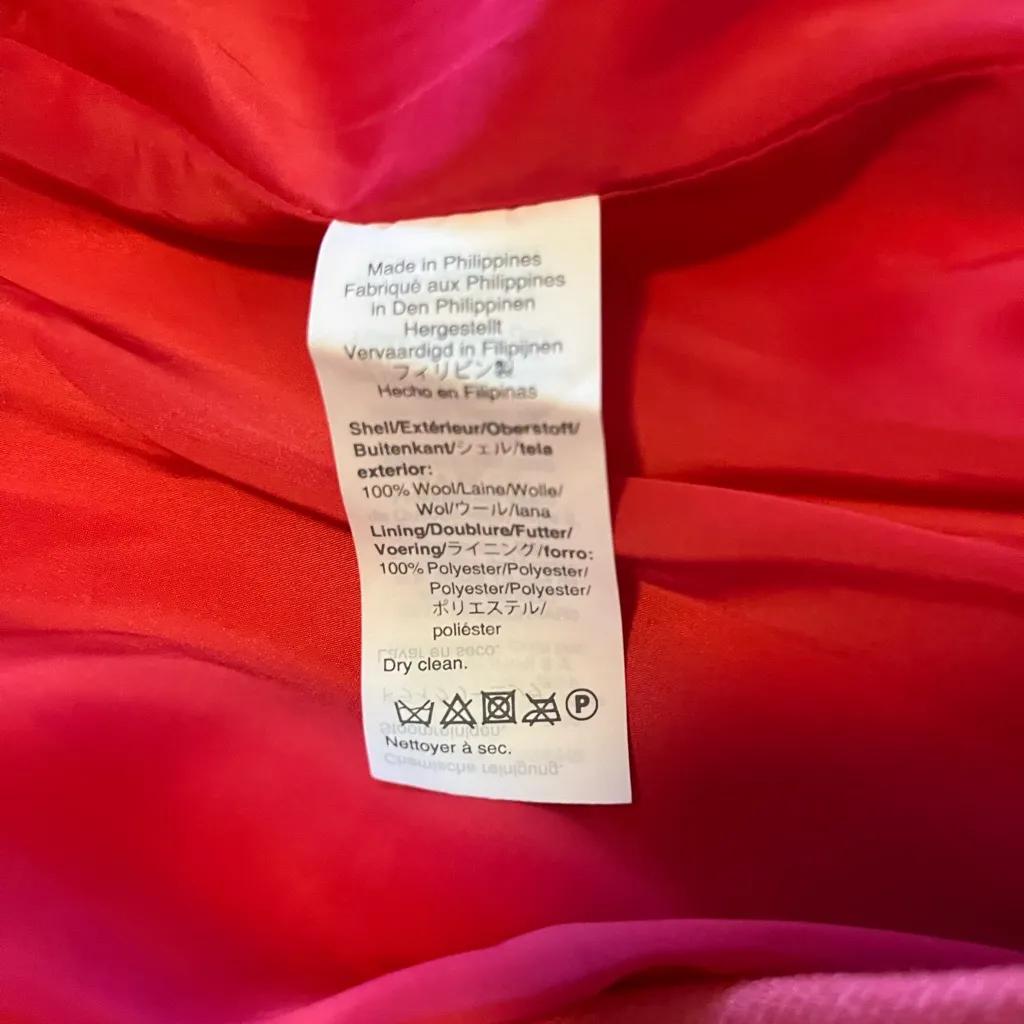 Made in Philippines
Fabriqué aux Philippines
In Den Philippinen
Hergestellt
Vervaardigd in Filipijnen
フィリピン製
Hecho en Filipinas
Shell/Extérieur/Oberstoff/
Buitenkant/シェル/tela
exterior:
100% Wool/Laine/Wolle/
Wol/ウール/lana
Lining/Doublure/Futter/
Voering/ライニング/forro:
100% Polyester/Polyester/
Polyester/Polyester/
ポリエステル/
poliéster
Dry clean.
P
Nettoyer à sec.